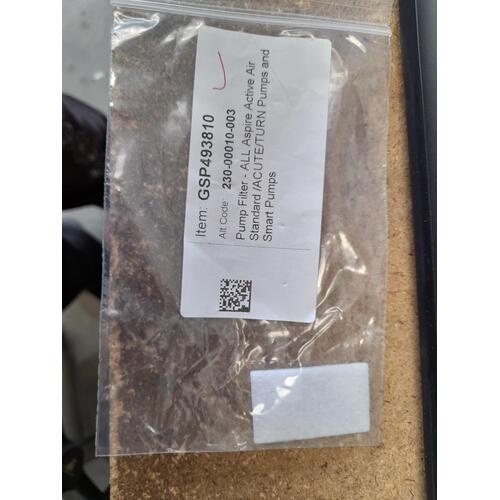 Item: GSP493810
Alt Code 230-00010-003
Pump Filter - ALL Aspire Active Air
Standard /ACUTE/TURN Pumps and
Smart Pumps